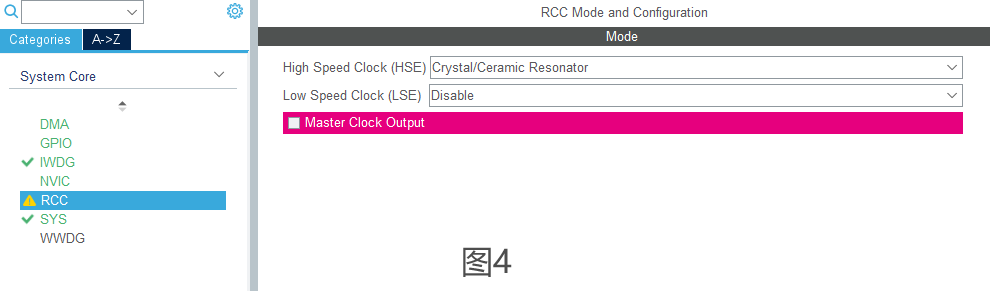 RCC Mode and Configuration
Mode
Categories
A->Z
High Speed Clock (HSE)
Crystal/Ceramic Resonator
System Core
Low Speed Clock (LSE)
Disable
Master Clock Output
DMA
GPIO
IWDG
NVIC
RCC
SYS
WWDG
图4